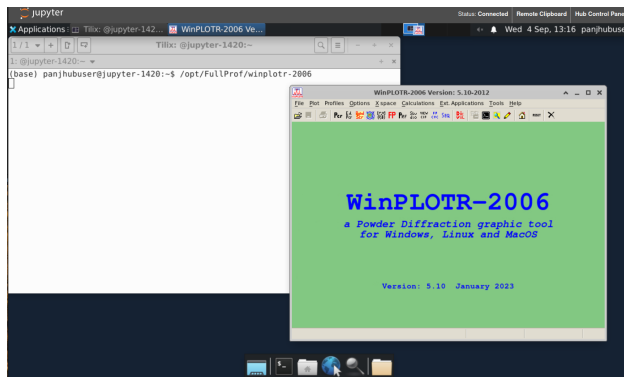 jupyter
Status: Connected Remote Clipboard Hub Control Pane
Applications Tilix: @jupyter-142... WinPLOTR-2006 Ve... Wed 4 Sep, 13:16 panjhubuse
1 / 1 Tilix: @jupyter-1420:~
1: @jupyter-1420:~
(base) panjhubuser@jupyter-1420:~$ /opt/FullProf/winplotr-2006
WinPLOTR-2006 Version: 5.10-2012
File Plot Profiles Options X space Calculations Ext. Applications Tools Help
WinPLOTR-2006
a Powder Diffraction graphic tool
for Windows, Linux and MacOS
Version: 5.10 January 2023